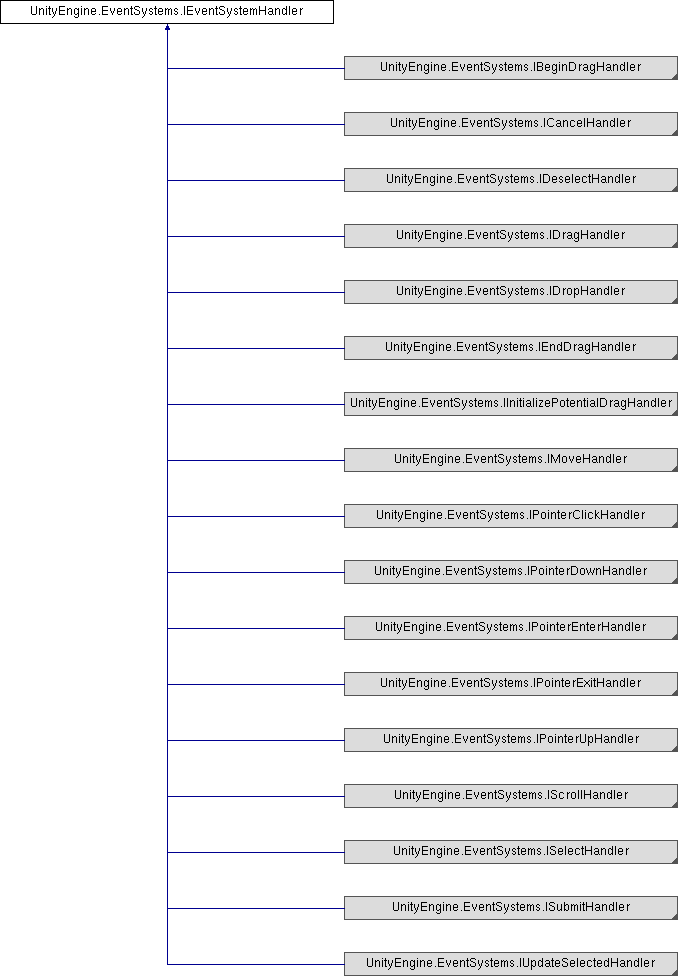 UnityEngine.EventSystems.IEventSystemHandler
UnityEngine.EventSystems.IBeginDragHandler
UnityEngine.EventSystems.ICancelHandler
UnityEngine.EventSystems.IDeselectHandler
UnityEngine.EventSystems.IDragHandler
UnityEngine.EventSystems.IDropHandler
UnityEngine.EventSystems.IEndDragHandler
UnityEngine.EventSystems.IInitializePotentialDragHandler
UnityEngine.EventSystems.IMoveHandler
UnityEngine.EventSystems.IPointerClickHandler
UnityEngine.EventSystems.IPointerDownHandler
UnityEngine.EventSystems.IPointerEnterHandler
UnityEngine.EventSystems.IPointerExitHandler
UnityEngine.EventSystems.IPointerUpHandler
UnityEngine.EventSystems.IScrollHandler
UnityEngine.EventSystems.ISelectHandler
UnityEngine.EventSystems.ISubmitHandler
UnityEngine.EventSystems.IUpdateSelectedHandler